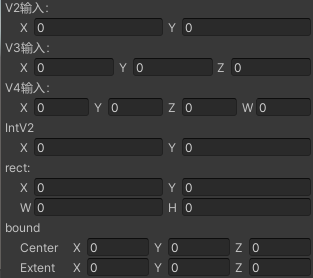 V2输入:
X 0 Y 0
V3输入:
X 0 Y 0 Z 0
V4输入:
X 0 Y 0 Z 0 W 0
IntV2
X 0 Y 0
rect:
X 0 Y 0
W 0 H 0
bound
Center X 0 Y 0 Z 0
Extent X 0 Y 0 Z 0